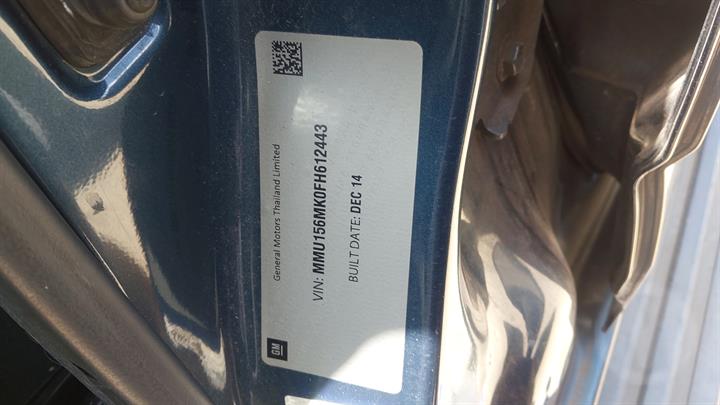 General Motors Thailand Limited
VIN: MMU156MK0FH612443
BUILT DATE: DEC 14
GM